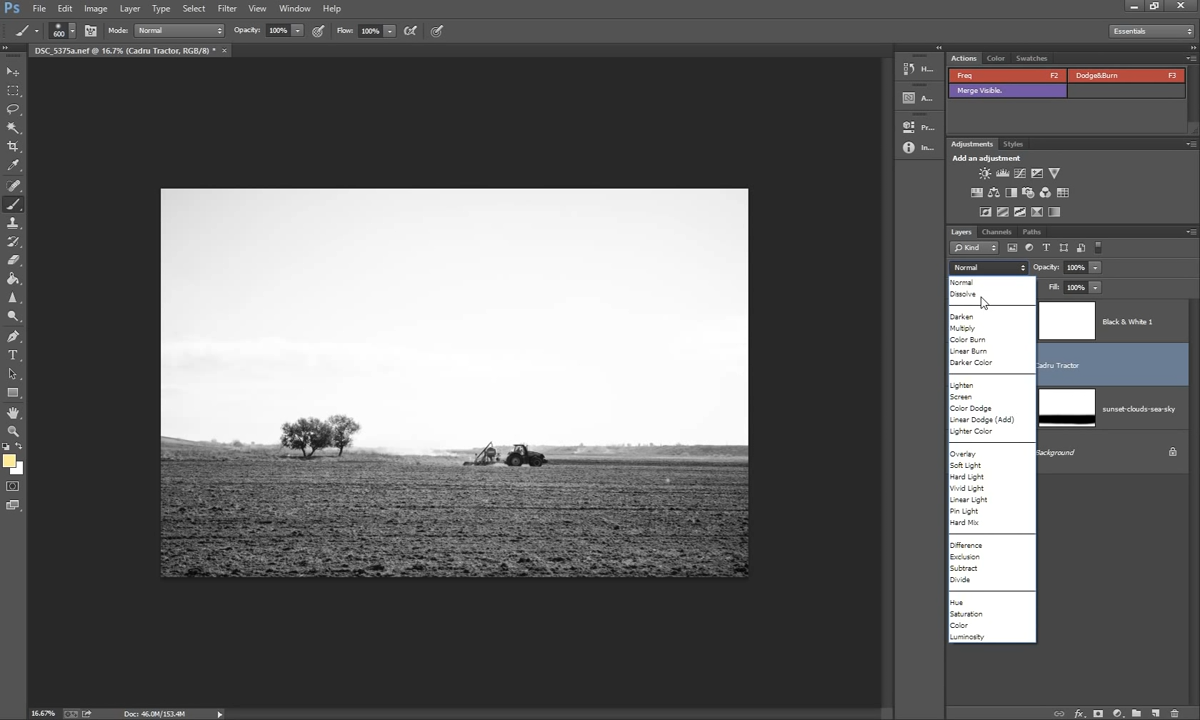 Ps File Edit Image Layer Type Select Filter View Window Help
600 Mode: Normal Opacity: 100% Flow: 100% Essentials
DSC_5375a.nef @ 16.7% (Cadru Tractor, RGB/8) * ×
H...
A...
Pr...
In...
Actions Color Swatches
Freq F2 Dodge&Burn F3
Merge Visible.
Adjustments Styles
Add an adjustment
Layers Channels Paths
Kind T
Normal Opacity: 100%
Fill: 100%
Normal
Dissolve
Darken
Multiply
Color Burn
Linear Burn
Darker Color
Lighten
Screen
Color Dodge
Linear Dodge (Add)
Lighter Color
Overlay
Soft Light
Hard Light
Vivid Light
Linear Light
Pin Light
Hard Mix
Difference
Exclusion
Subtract
Divide
Hue
Saturation
Color
Luminosity
Black & White 1
Cadru Tractor
sunset-clouds-sea-sky
Background
T
16.67% Doc: 46.0M/153.4M
fx